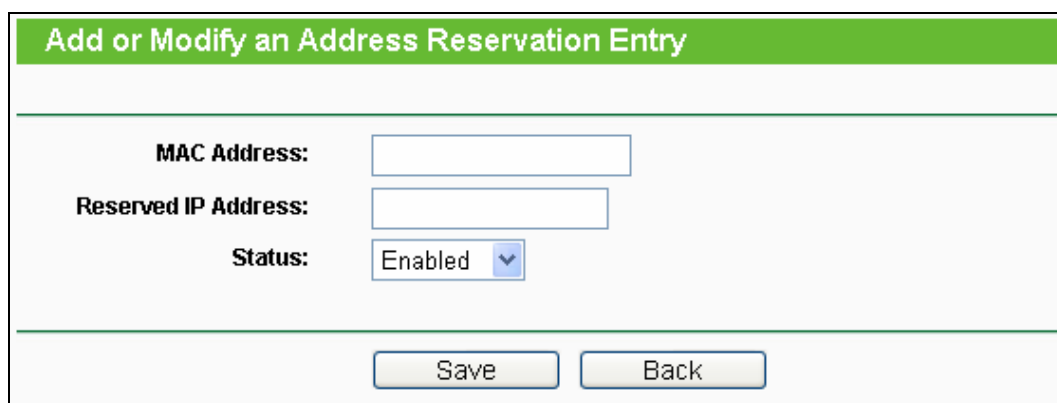 Add or Modify an Address Reservation Entry
MAC Address:
Reserved IP Address:
Status: Enabled
Save Back